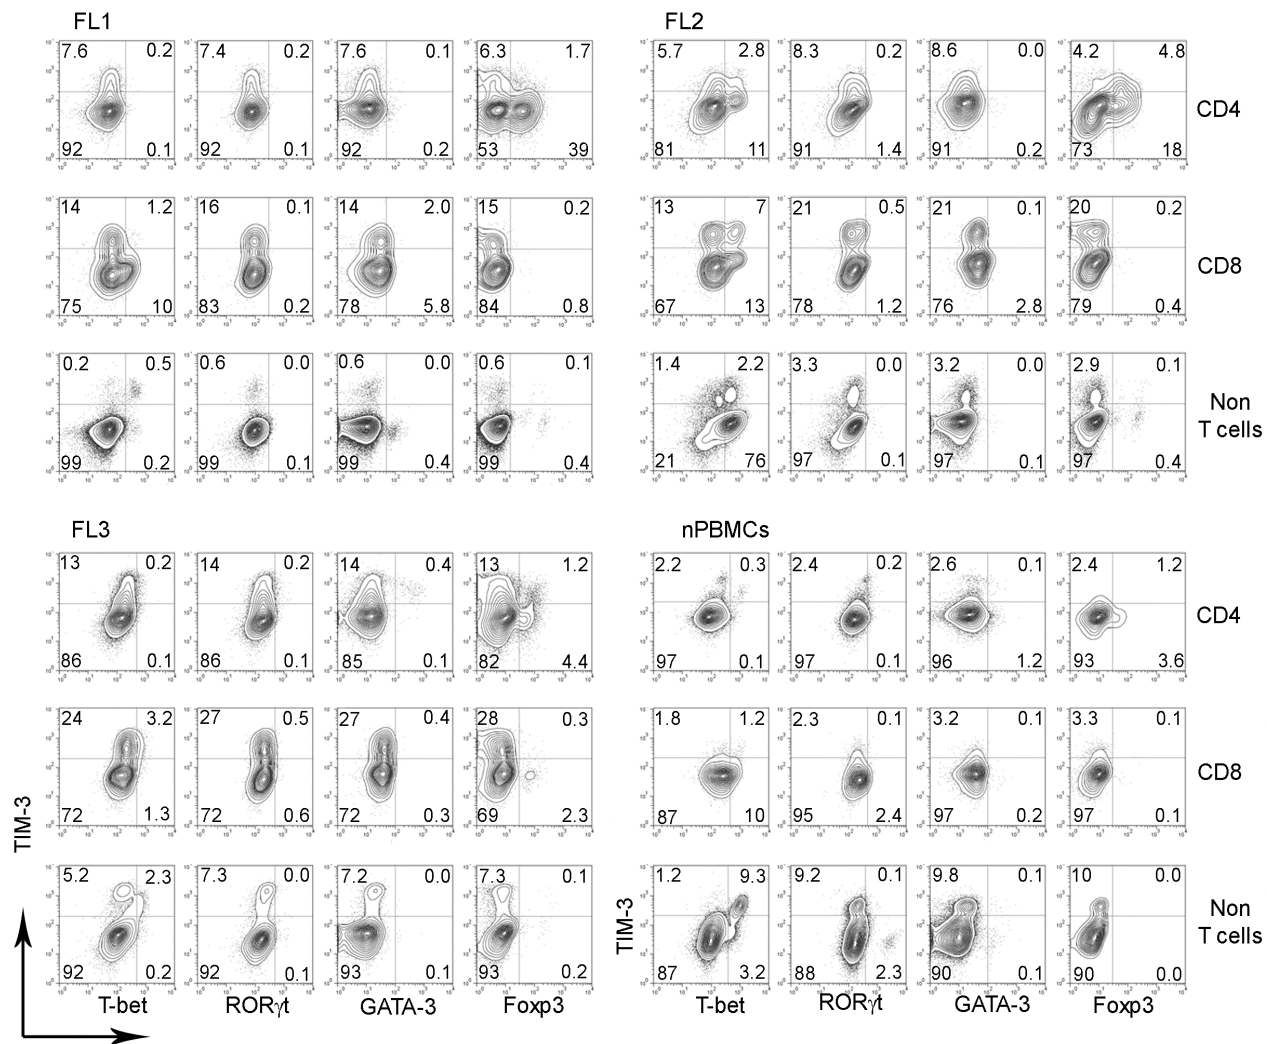 FL1 FL2
7.6 0.2 7.4 0.2 7.6 0.1 6.3 1.7 5.7 2.8 8.3 0.2 8.6 0.0 4.2 4.8
CD4
92 0.1 92 0.1 92 0.2 53 39 81 11 91 1.4 91 0.2 73 18
14 1.2 16 0.1 14 2.0 15 0.2 13 7 21 0.5 21 0.1 20 0.2
CD8
75 10 83 0.2 78 5.8 84 0.8 67 13 78 1.2 76 2.8 79 0.4
0.2 0.5 0.6 0.0 0.6 0.0 0.6 0.1 1.4 2.2 3.3 0.0 3.2 0.0 2.9 0.1
Non
T cells
99 0.2 99 0.1 99 0.4 99 0.4 21 76 97 0.1 97 0.1 97 0.4
FL3 nPBMCs
13 0.2 14 0.2 14 0.4 13 1.2 2.2 0.3 2.4 0.2 2.6 0.1 2.4 1.2
CD4
86 0.1 86 0.1 85 0.1 82 4.4 97 0.1 97 0.1 96 1.2 93 3.6
24 3.2 27 0.5 27 0.4 28 0.3 1.8 1.2 2.3 0.1 3.2 0.1 3.3 0.1
CD8
72 1.3 72 0.6 72 0.3 69 2.3 87 10 95 2.4 97 0.2 97 0.1
TIM-3
5.2 2.3 7.3 0.0 7.2 0.0 7.3 0.1 1.2 9.3 9.2 0.1 9.8 0.1 10 0.0
TIM-3
Non
T cells
92 0.2 92 0.1 93 0.1 93 0.2 87 3.2 88 2.3 90 0.1 90 0.0
T-bet RORγt GATA-3 Foxp3 T-bet RORγt GATA-3 Foxp3